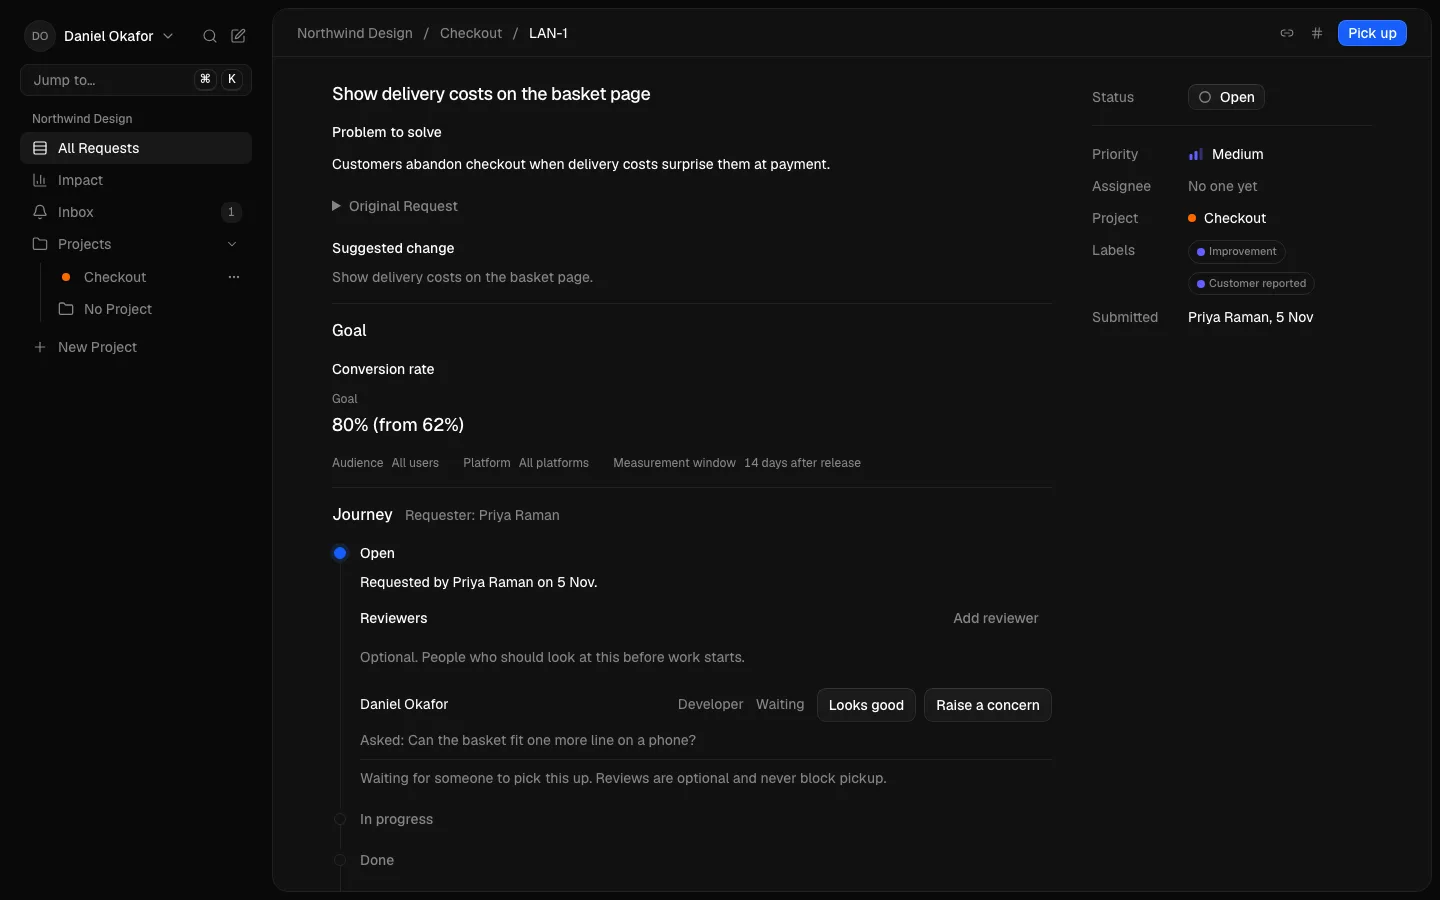 DO Daniel Okafor
Jump to... ⌘ K
Northwind Design
All Requests
Impact
Inbox 1
Projects
Checkout ...
No Project
+ New Project
Northwind Design / Checkout / LAN-1
# Pick up
Show delivery costs on the basket page
Problem to solve
Customers abandon checkout when delivery costs surprise them at payment.
Original Request
Suggested change
Show delivery costs on the basket page.
Goal
Conversion rate
Goal
80% (from 62%)
Audience All users Platform All platforms Measurement window 14 days after release
Journey Requester: Priya Raman
Open
Requested by Priya Raman on 5 Nov.
Reviewers Add reviewer
Optional. People who should look at this before work starts.
Daniel Okafor Developer Waiting Looks good Raise a concern
Asked: Can the basket fit one more line on a phone?
Waiting for someone to pick this up. Reviews are optional and never block pickup.
In progress
Done
Status Open
Priority Medium
Assignee No one yet
Project Checkout
Labels Improvement
Customer reported
Submitted Priya Raman, 5 Nov